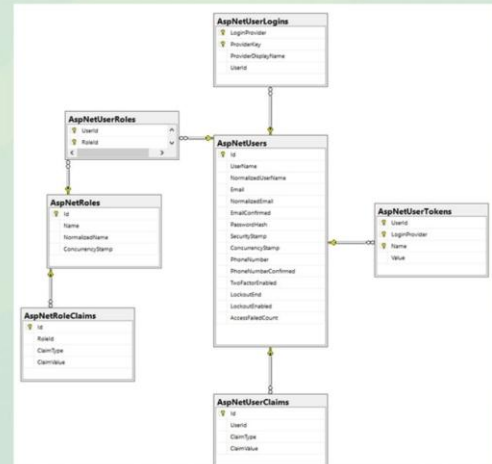 AspNetUserLogins
LoginProvider
ProviderKey
ProviderDisplayName
UserId
AspNetUserRoles
UserId
RoleId
AspNetUsers
Id
UserName
NormalizedUserName
Email
NormalizedEmail
EmailConfirmed
PasswordHash
SecurityStamp
ConcurrencyStamp
PhoneNumber
PhoneNumberConfirmed
TwoFactorEnabled
LockoutEnd
LockoutEnabled
AccessFailedCount
AspNetRoles
Id
Name
NormalizedName
ConcurrencyStamp
AspNetUserTokens
UserId
LoginProvider
Name
Value
AspNetRoleClaims
Id
RoleId
ClaimType
ClaimValue
AspNetUserClaims
Id
UserId
ClaimType
ClaimValue